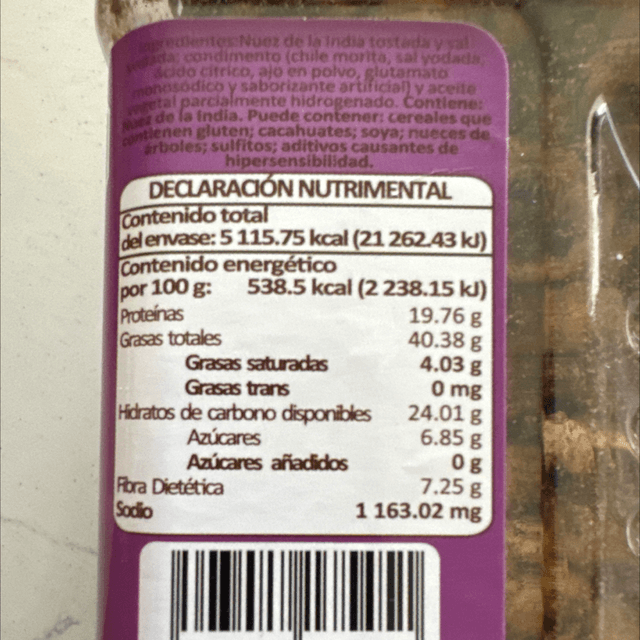 Ingredientes:Nuez de la India tostada y sal
yodada; condimento (chile morita, sal yodada,
ácido cítrico, ajo en polvo, glutamato
monosódico y saborizante artificial) y aceite
vegetal parcialmente hidrogenado. Contiene:
Nuez de la India. Puede contener: cereales que
contienen gluten; cacahuates; soya; nueces de
árboles; sulfitos; aditivos causantes de
hipersensibilidad.
DECLARACIÓN NUTRIMENTAL
Contenido total
del envase: 5 115.75 kcal (21 262.43 kJ)
Contenido energético
por 100 g: 538.5 kcal (2 238.15 kJ)
Proteínas 19.76 g
Grasas totales 40.38 g
Grasas saturadas 4.03 g
Grasas trans 0 mg
Hidratos de carbono disponibles 24.01 g
Azúcares 6.85 g
Azúcares añadidos 0 g
Fibra Dietética 7.25 g
Sodio 1 163.02 mg